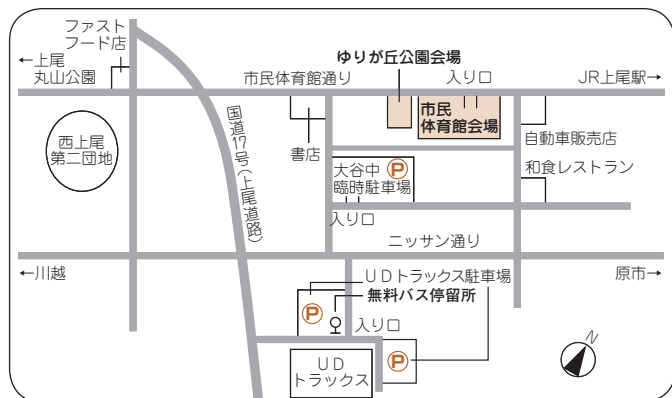 ファスト
フード店
←上尾
丸山公園
市民体育館通り
ゆりが丘公園会場
入り口
JR上尾駅→
市民
体育館会場
西上尾
第二団地
国道17号(上尾道路)
書店
自動車販売店
大谷中
臨時駐車場
P
和食レストラン
入り口
ニッサン通り
←川越
UDトラックス駐車場
原市→
無料バス停留所
P
入り口
N
UD
トラックス
P